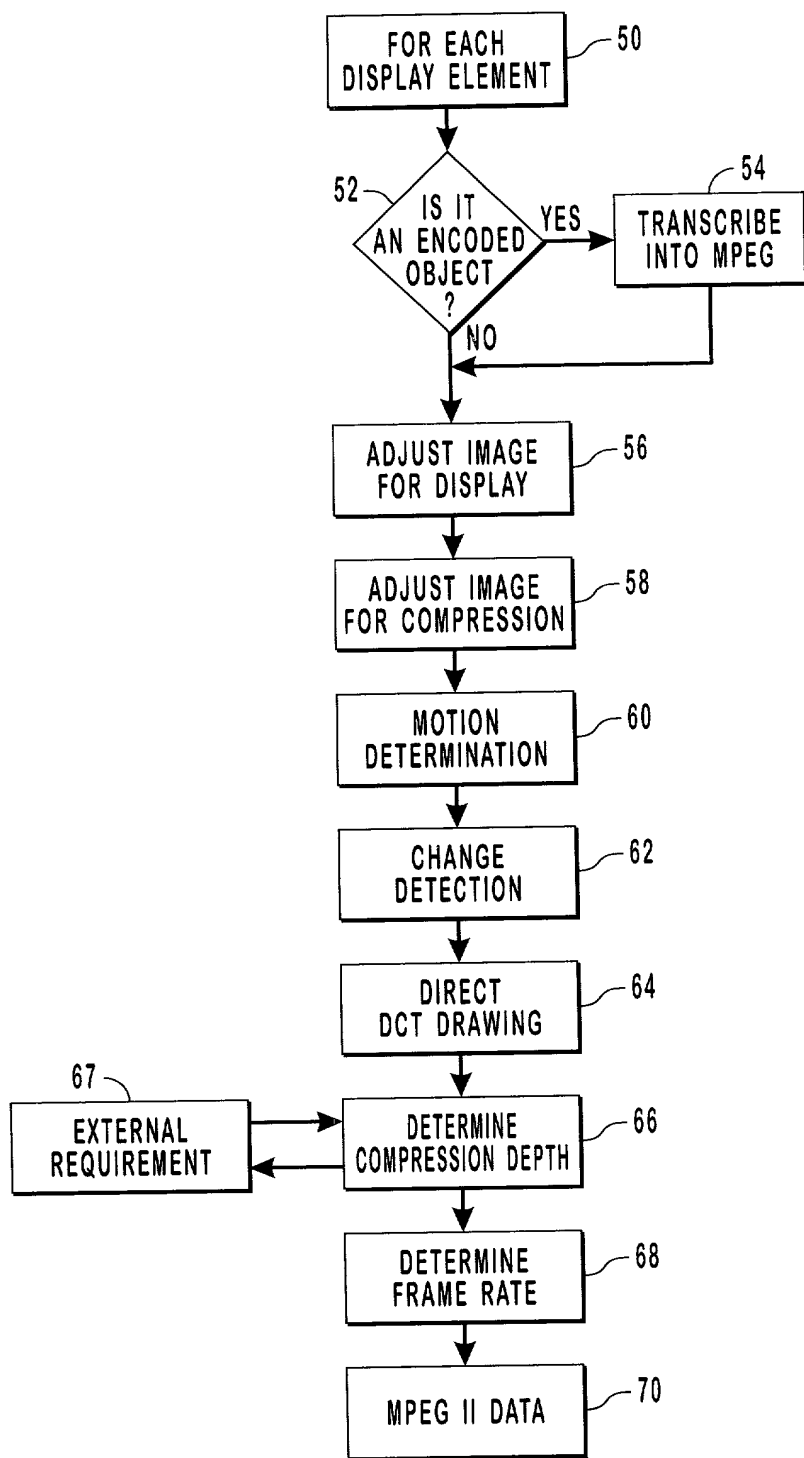 FOR EACH
DISPLAY ELEMENT
50
52
IS IT
AN ENCODED
OBJECT
?
YES
NO
54
TRANSCRIBE
INTO MPEG
ADJUST IMAGE
FOR DISPLAY
56
ADJUST IMAGE
FOR COMPRESSION
58
MOTION
DETERMINATION
60
CHANGE
DETECTION
62
DIRECT
DCT DRAWING
64
67
EXTERNAL
REQUIREMENT
DETERMINE
COMPRESSION DEPTH
66
DETERMINE
FRAME RATE
68
MPEG II DATA
70